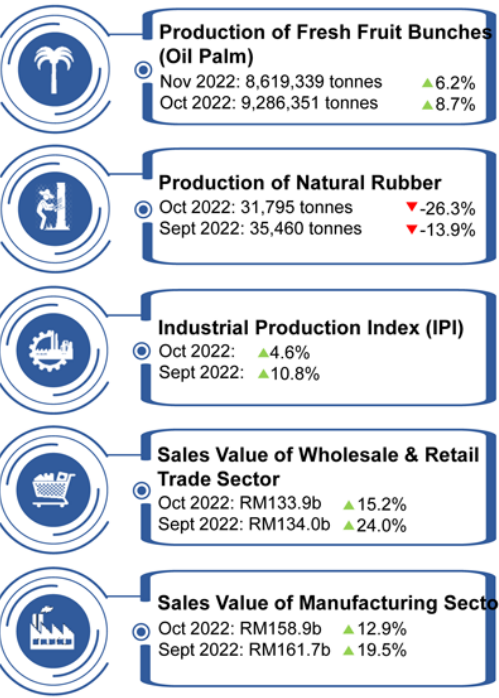 Production of Fresh Fruit Bunches
(Oil Palm)
Nov 2022: 8,619,339 tonnes ▲6.2%
Oct 2022: 9,286,351 tonnes ▲8.7%
Production of Natural Rubber
Oct 2022: 31,795 tonnes ▼-26.3%
Sept 2022: 35,460 tonnes ▼-13.9%
Industrial Production Index (IPI)
Oct 2022: ▲4.6%
Sept 2022: ▲10.8%
Sales Value of Wholesale & Retail
Trade Sector
Oct 2022: RM133.9b ▲15.2%
Sept 2022: RM134.0b ▲24.0%
Sales Value of Manufacturing Secto
Oct 2022: RM158.9b ▲12.9%
Sept 2022: RM161.7b ▲19.5%